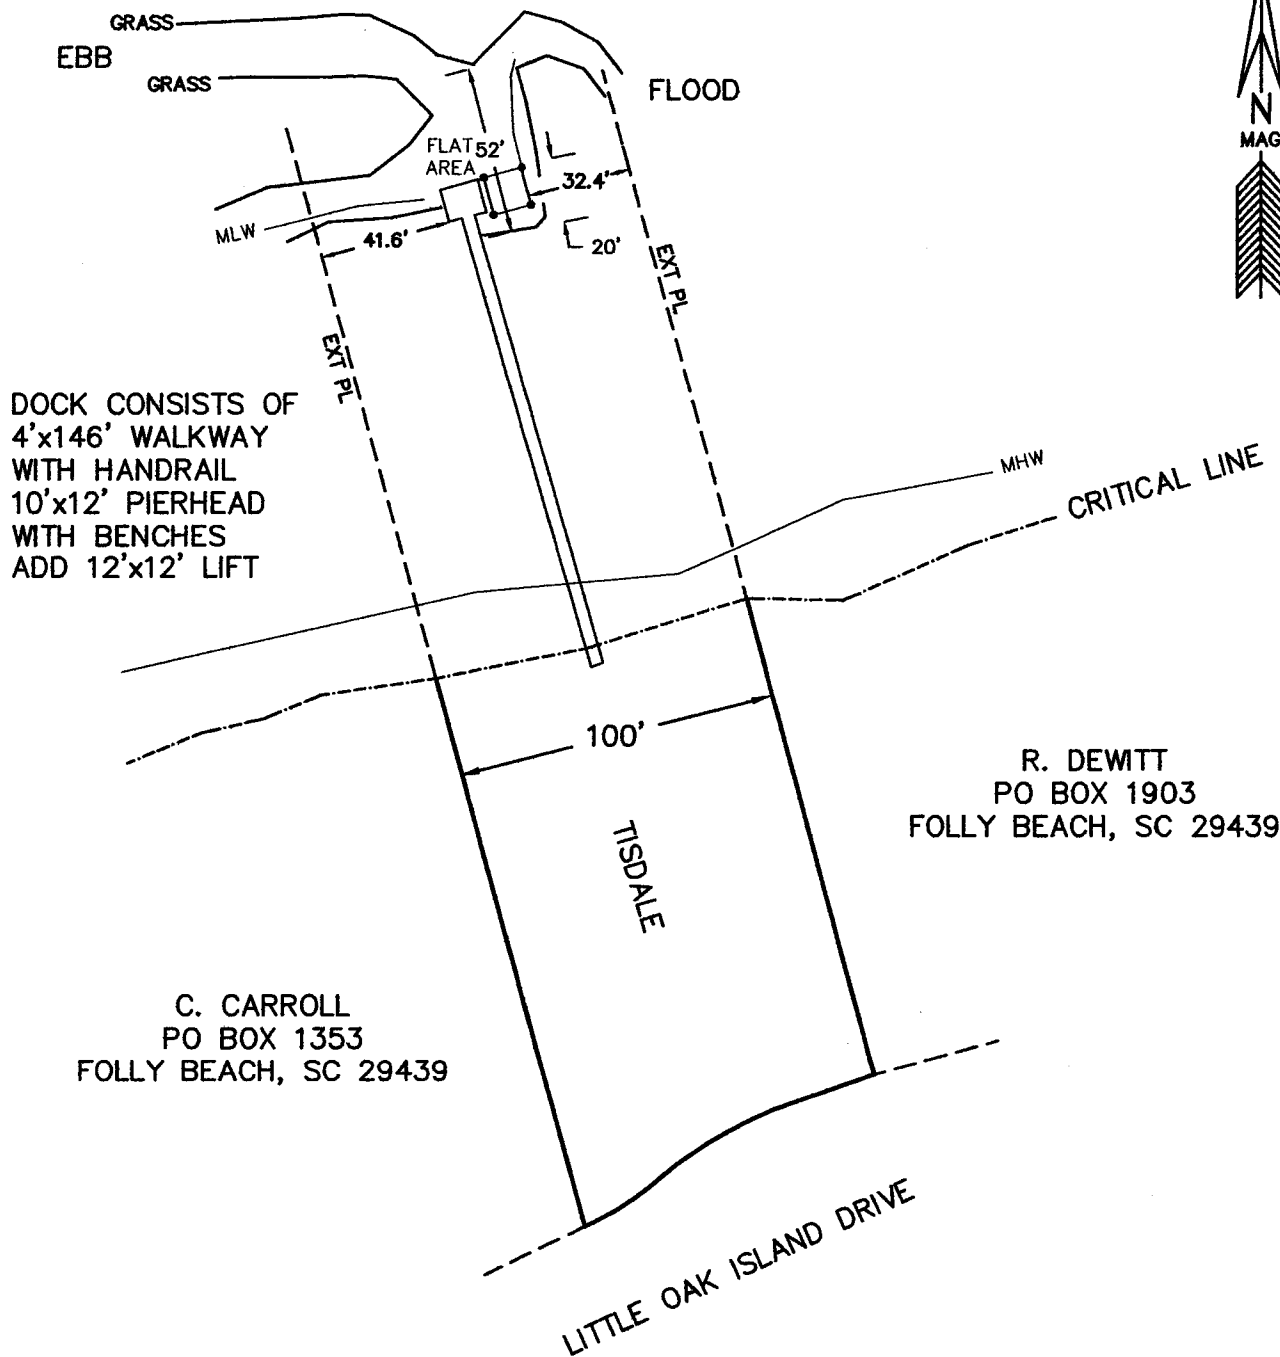 GRASS
EBB
GRASS
FLOOD
N
MAG
FLAT 52'
AREA
32.4'
MLW
41.6'
20'
EXT PL
EXT PL
DOCK CONSISTS OF
4'x146' WALKWAY
WITH HANDRAIL
10'x12' PIERHEAD
WITH BENCHES
ADD 12'x12' LIFT
MHW
CRITICAL LINE
100'
R. DEWITT
PO BOX 1903
FOLLY BEACH, SC 29439
TISDALE
C. CARROLL
PO BOX 1353
FOLLY BEACH, SC 29439
LITTLE OAK ISLAND DRIVE